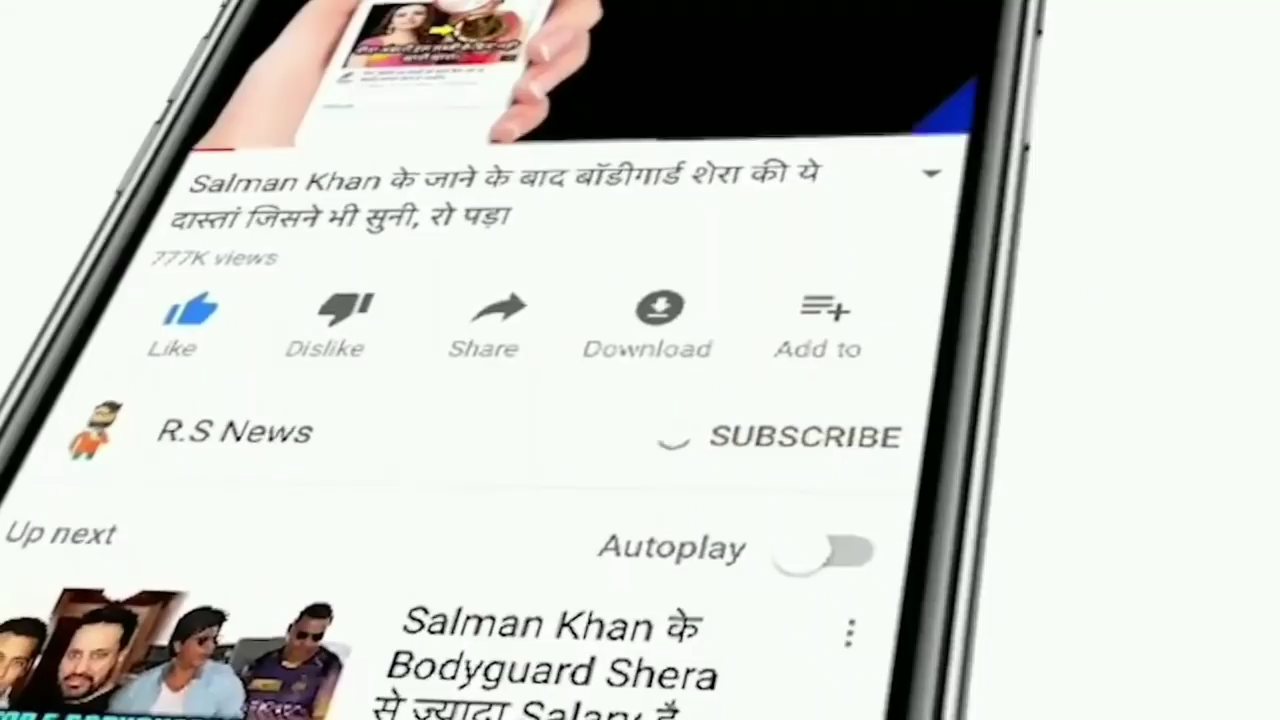 Salman Khan के जाने के बाद बॉडीगार्ड शेरा की ये
दास्तां जिसने भी सुनी, रो पड़ा
777K views
Like Dislike Share Download Add to
R.S News SUBSCRIBE
Up next Autoplay
Salman Khan के
Bodyguard Shera
से ज्यादा Salary है